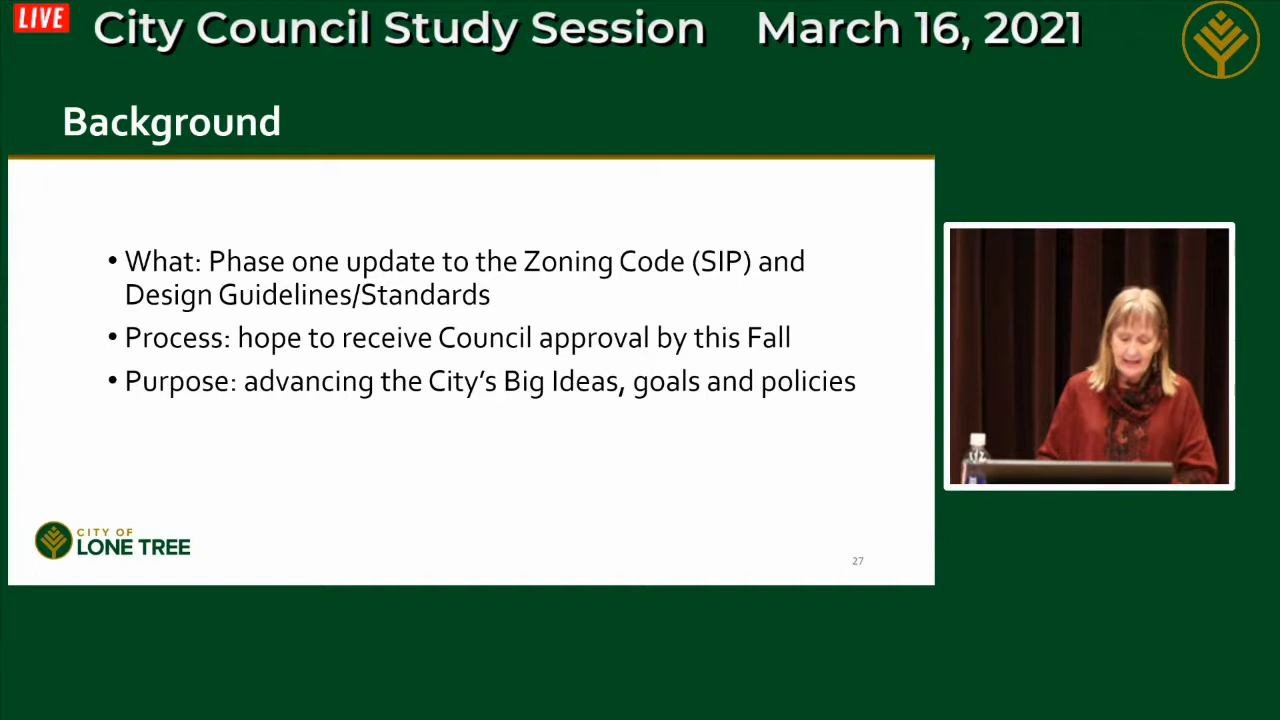 LIVE
City Council Study Session March 16, 2021
Background
• What: Phase one update to the Zoning Code (SIP) and
Design Guidelines/Standards
• Process: hope to receive Council approval by this Fall
• Purpose: advancing the City's Big Ideas, goals and policies
CITY OF
LONE TREE
27